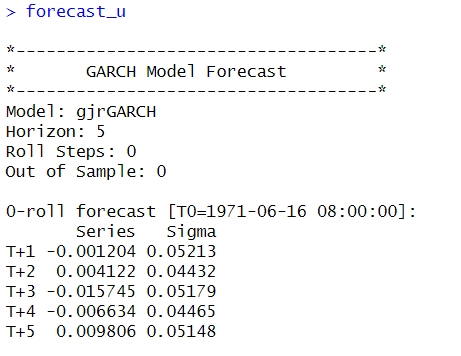 > forecast_u
*------------------------------------*
*       GARCH Model Forecast         *
*------------------------------------*
Model: gjrGARCH
Horizon: 5
Roll Steps: 0
Out of Sample: 0
0-roll forecast [T0=1971-06-16 08:00:00]:
       Series   Sigma
T+1 -0.001204 0.05213
T+2  0.004122 0.04432
T+3 -0.015745 0.05179
T+4 -0.006634 0.04465
T+5  0.009806 0.05148